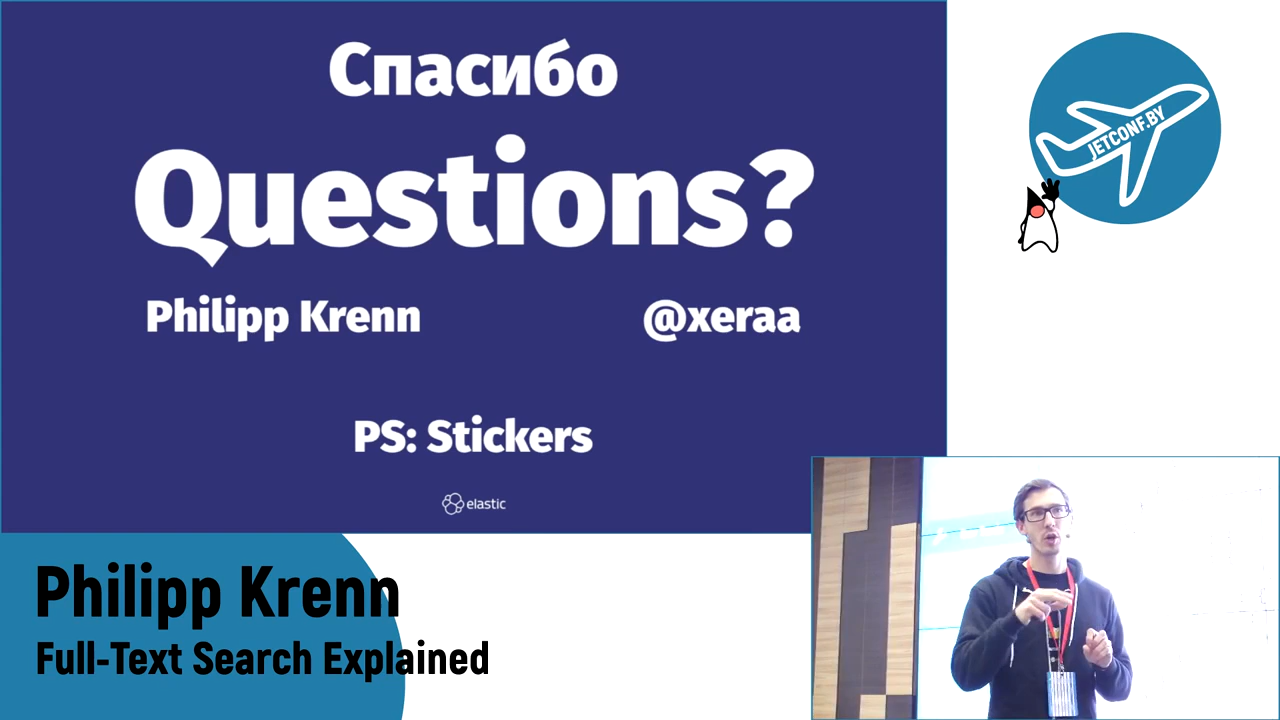 Спасибо
Questions?
Philipp Krenn
@xeraa
PS: Stickers
elastic
JETCONF.BY
Philipp Krenn
Full-Text Search Explained